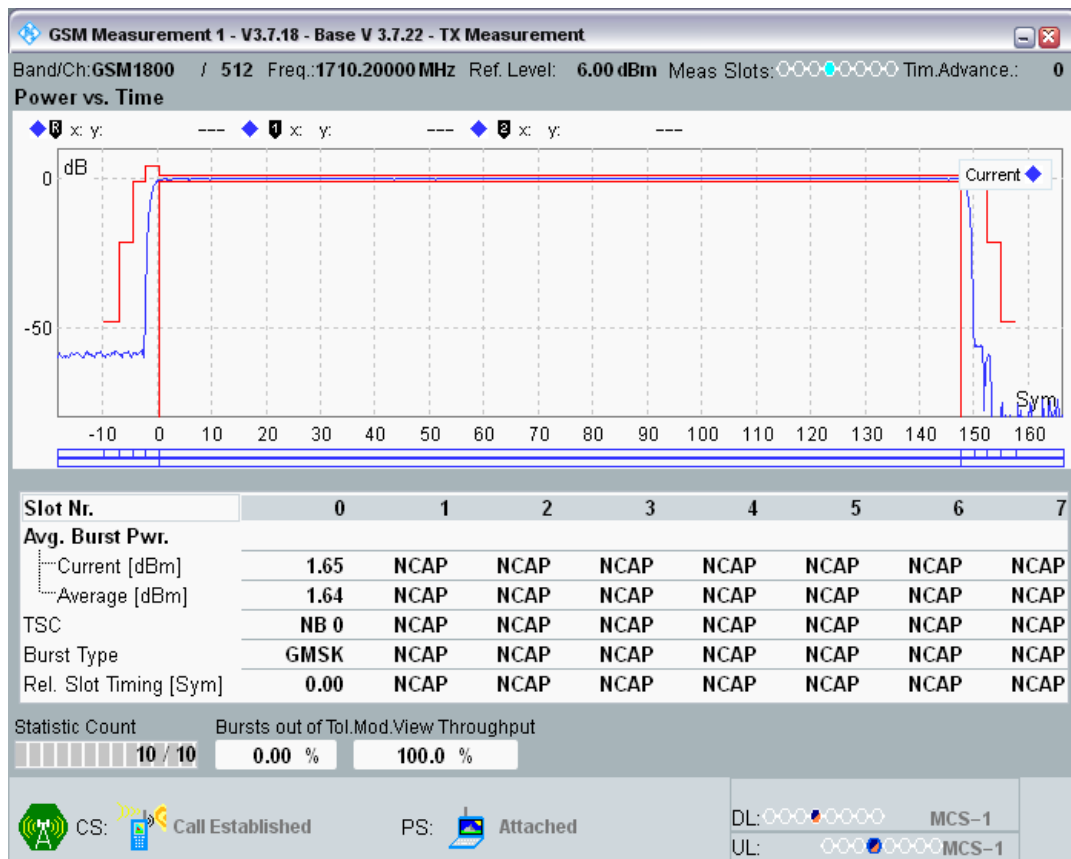 GSM Measurement 1 - V3.7.18 - Base V 3.7.22 - TX Measurement
Band/Ch:GSM1800 / 512 Freq.:1710.20000 MHz Ref. Level: 6.00 dBm Meas Slots: Tim.Advance.: 0
Power vs. Time
R x: y: --- 1 x: y: --- 2 x: y: ---
dB
0
Current
-50
Sym
-10 0 10 20 30 40 50 60 70 80 90 100 110 120 130 140 150 160
Slot Nr. 0 1 2 3 4 5 6 7
Avg. Burst Pwr.
Current [dBm] 1.65 NCAP NCAP NCAP NCAP NCAP NCAP NCAP
Average [dBm] 1.64 NCAP NCAP NCAP NCAP NCAP NCAP NCAP
TSC NB 0 NCAP NCAP NCAP NCAP NCAP NCAP NCAP
Burst Type GMSK NCAP NCAP NCAP NCAP NCAP NCAP NCAP
Rel. Slot Timing [Sym] 0.00 NCAP NCAP NCAP NCAP NCAP NCAP NCAP
Statistic Count Bursts out of Tol.Mod.View Throughput
10 / 10 0.00 % 100.0 %
CS: Call Established PS: Attached
DL: MCS-1
UL: MCS-1